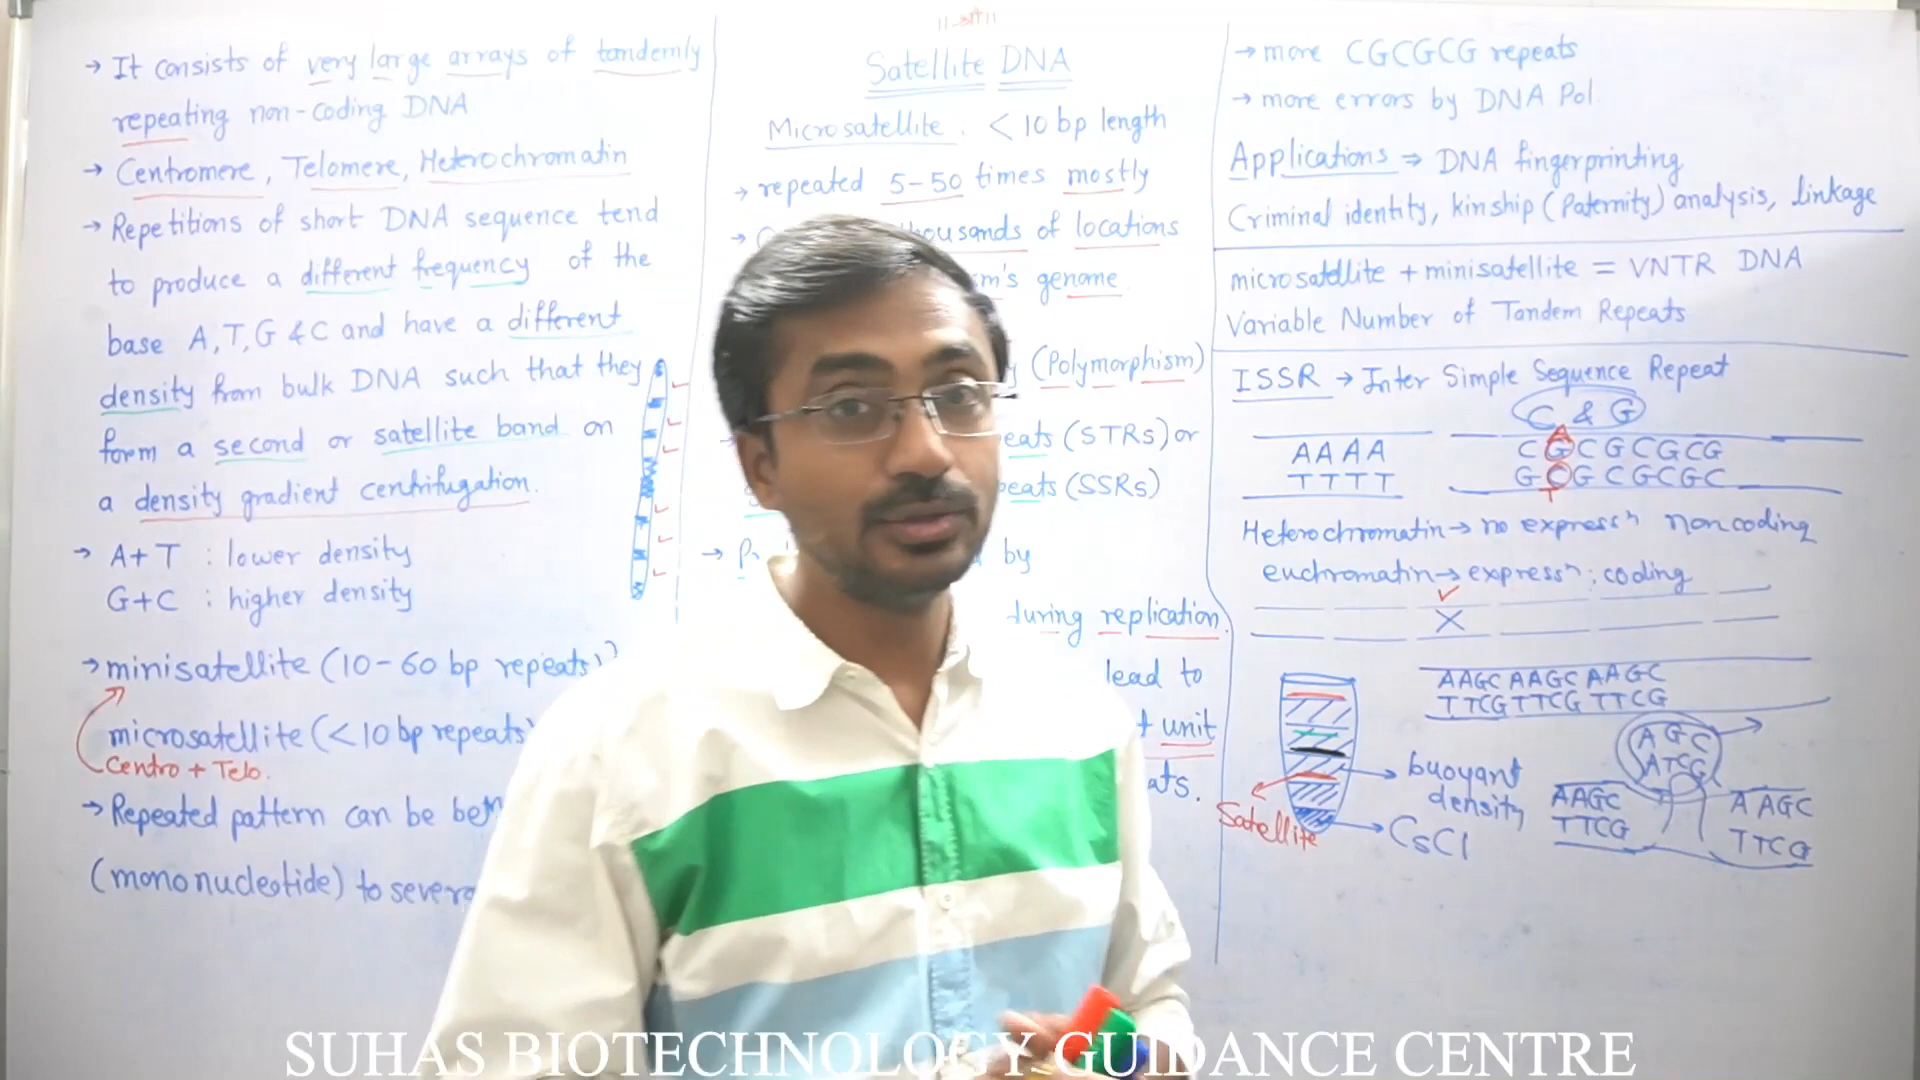 ॥श्री॥
→ It consists of very large arrays of tandemly
repeating non-coding DNA
→ Centromere, Telomere, Heterochromatin
→ Repetitions of short DNA sequence tend
to produce a different frequency of the
base A, T, G & C and have a different
density from bulk DNA such that they
form a second or satellite band on
a density gradient centrifugation.
→ A+T : lower density
G+C : higher density
→ minisatellite (10-60 bp repeats)
microsatellite (<10 bp repeats)
Centro + Telo.
→ Repeated pattern can be betn
(mononucleotide) to
Satellite DNA
Microsatellite. <10 bp length
→ repeated 5-50 times mostly
→ thousands of locations
genome
(Polymorphism)
(STRs) or
(SSRs)
→ by
during replication.
lead to
unit
→ more CGCGCG repeats
→ more errors by DNA Pol
Applications ⇒ DNA fingerprinting
Criminal identity, kinship (Paternity) analysis, linkage
microsatellite + minisatellite = VNTR DNA
Variable Number of Tandem Repeats
ISSR → Inter Simple Sequence Repeat
C & G
A
AAAA CGCGCGCG
TTTT GCGCGCGC
T
Heterochromatin → no expressn noncoding
euchromatin → expressn : coding
AAGC AAGC AAGC
TTCG TTCG TTCG
AGC
ATCG
buoyant
density
AAGC AAGC
TTCG TTCG
Satellite
CsCl
SUHAS BIOTECHNOLOGY GUIDANCE CENTRE